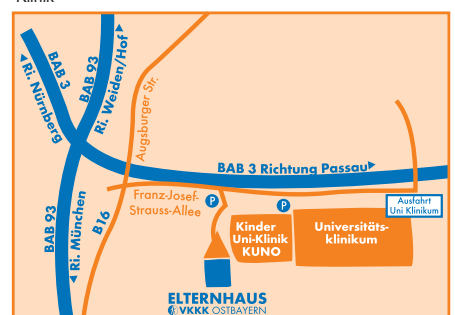 BAB 3
Ri. Nürnberg
BAB 93
Ri. Weiden/Hof
Augsburger Str.
BAB 3 Richtung Passau
Franz-Josef-
Strauss-Allee
P
P
Ausfahrt
Uni Klinikum
BAB 93
Ri. München
B16
Kinder
Uni-Klinik
KUNO
Universitäts-
klinikum
ELTERNHAUS
VKKK OSTBAYERN